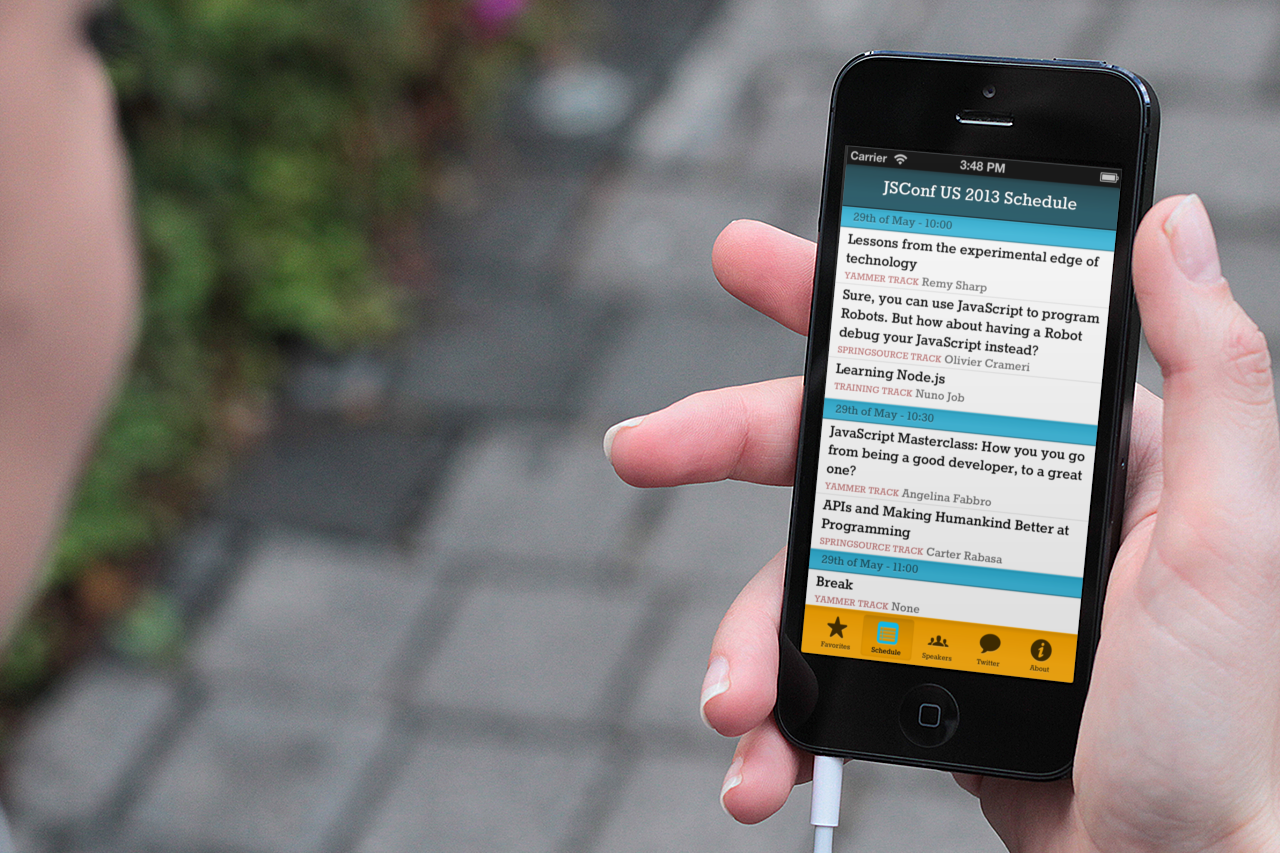 Carrier 3:48 PM
JSConf US 2013 Schedule
29th of May - 10:00
Lessons from the experimental edge of
technology
YAMMER TRACK Remy Sharp
Sure, you can use JavaScript to program
Robots. But how about having a Robot
debug your JavaScript instead?
SPRINGSOURCE TRACK Olivier Crameri
Learning Node.js
TRAINING TRACK Nuno Job
29th of May - 10:30
JavaScript Masterclass: How you you go
from being a good developer, to a great
one?
YAMMER TRACK Angelina Fabbro
APIs and Making Humankind Better at
Programming
SPRINGSOURCE TRACK Carter Rabasa
29th of May - 11:00
Break
YAMMER TRACK None
Favorites Schedule Speakers Twitter About